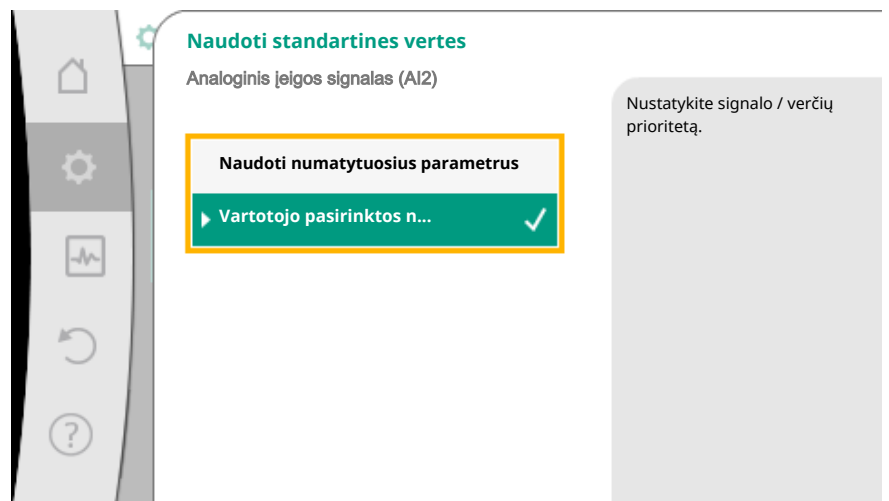 Naudoti standartines vertes
Analoginis įeigos signalas (AI2)
Nustatykite signalo / verčių
prioritetą.
Naudoti numatytuosius parametrus
Vartotojo pasirinktos n...
?